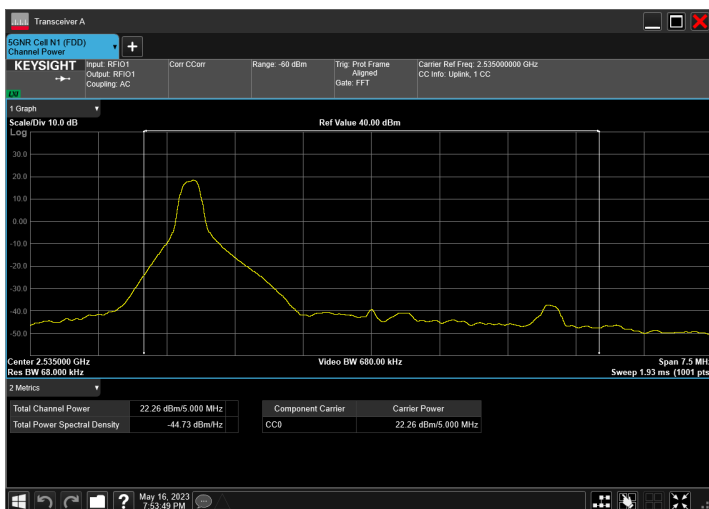 Transceiver A
5GNR Cell N1 (FDD)
Channel Power
KEYSIGHT
LXI
Input: RFIO1
Output: RFIO1
Coupling: AC
Corr CCorr
Range: -60 dBm
Trig: Prot Frame
Aligned
Gate: FFT
Carrier Ref Freq: 2.535000000 GHz
CC Info: Uplink, 1 CC
1 Graph
Scale/Div 10.0 dB
Ref Value 40.00 dBm
Log
30.0
20.0
10.0
0.00
-10.0
-20.0
-30.0
-40.0
-50.0
Center 2.535000 GHz
Video BW 680.00 kHz
Span 7.5 MHz
Res BW 68.000 kHz
Sweep 1.93 ms (1001 pts
2 Metrics
Total Channel Power 22.26 dBm/5.000 MHz
Total Power Spectral Density -44.73 dBm/Hz
Component Carrier Carrier Power
CC0 22.26 dBm/5.000 MHz
May 16, 2023
7:53:49 PM